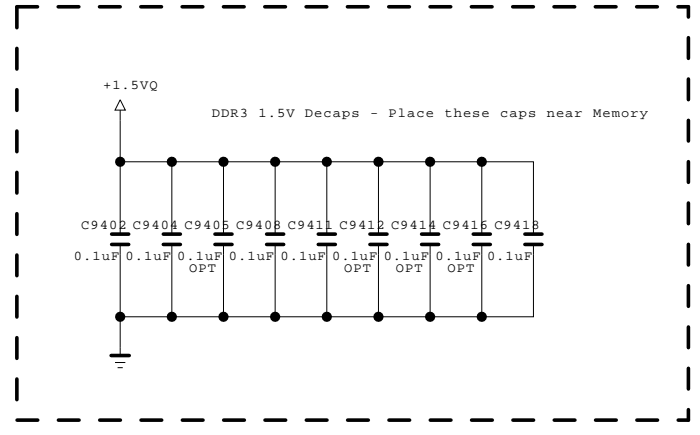 +1.5VQ
DDR3 1.5V Decaps - Place these caps near Memory
C9402 C9404 C9405 C9408 C9411 C9412 C9414 C9416 C9418
0.1uF 0.1uF 0.1uF 0.1uF 0.1uF 0.1uF 0.1uF 0.1uF 0.1uF
OPT OPT OPT OPT